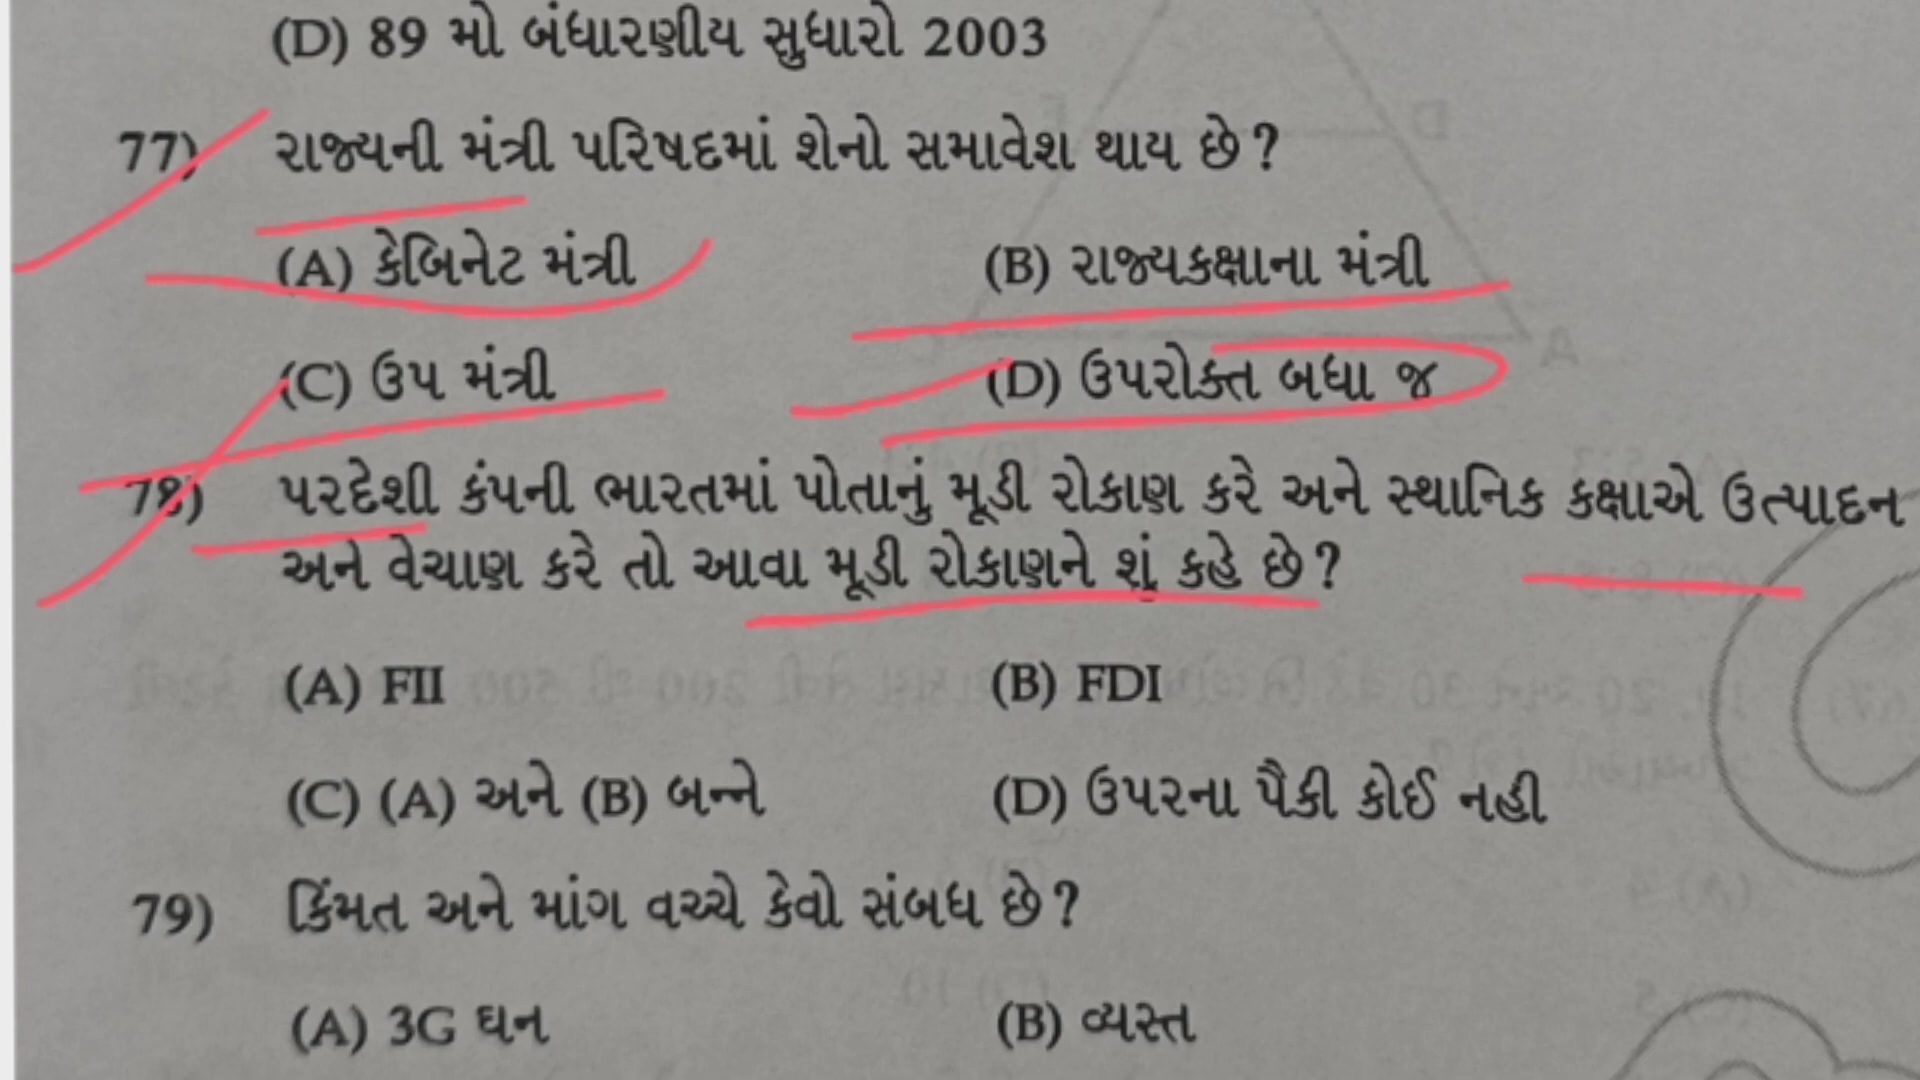 (D) 89 મો બંધારણીય સુધારો 2003
77) રાજ્યની મંત્રી પરિષદમાં શેનો સમાવેશ થાય છે?
(A) કેબિનેટ મંત્રી (B) રાજ્યકક્ષાના મંત્રી
(C) ઉપ મંત્રી (D) ઉપરોક્ત બધા જ
78) પરદેશી કંપની ભારતમાં પોતાનું મૂડી રોકાણ કરે અને સ્થાનિક કક્ષાએ ઉત્પાદન
અને વેચાણ કરે તો આવા મૂડી રોકાણને શું કહે છે?
(A) FII (B) FDI
(C) (A) અને (B) બન્ને (D) ઉપરના પૈકી કોઈ નહી
79) કિંમત અને માંગ વચ્ચે કેવો સંબધ છે?
(A) 3G ઘન (B) વ્યસ્ત